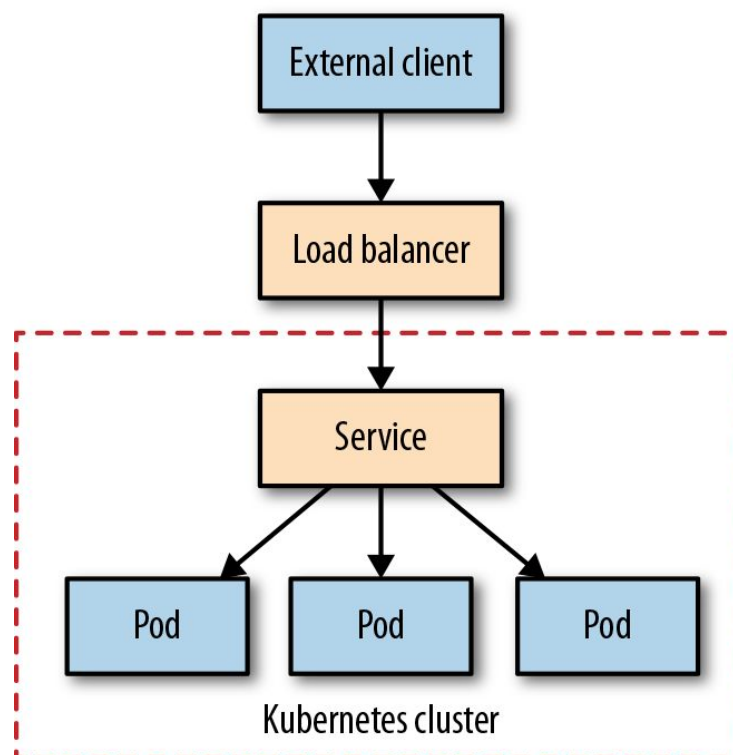 External client
Load balancer
Service
Pod
Pod
Pod
Kubernetes cluster